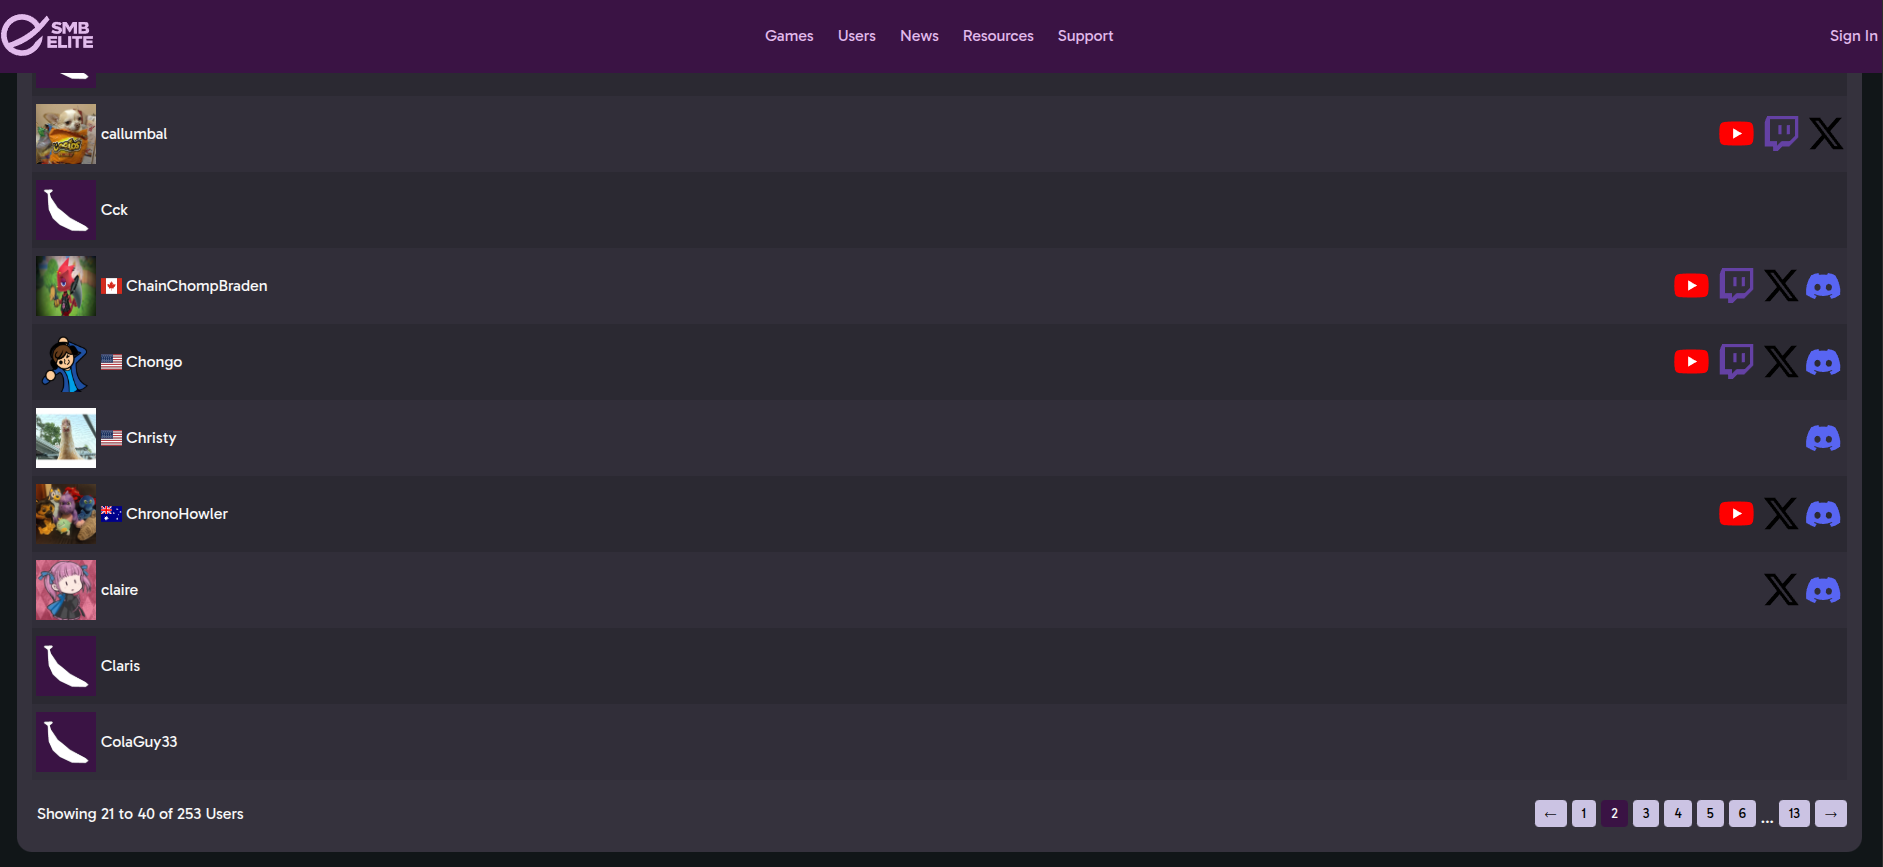 SMB
ELITE
Games Users News Resources Support
Sign In
callumbal
Cck
ChainChompBraden
Chongo
Christy
ChronoHowler
claire
Claris
ColaGuy33
Showing 21 to 40 of 253 Users
← 1 2 3 4 5 6 ... 13 →